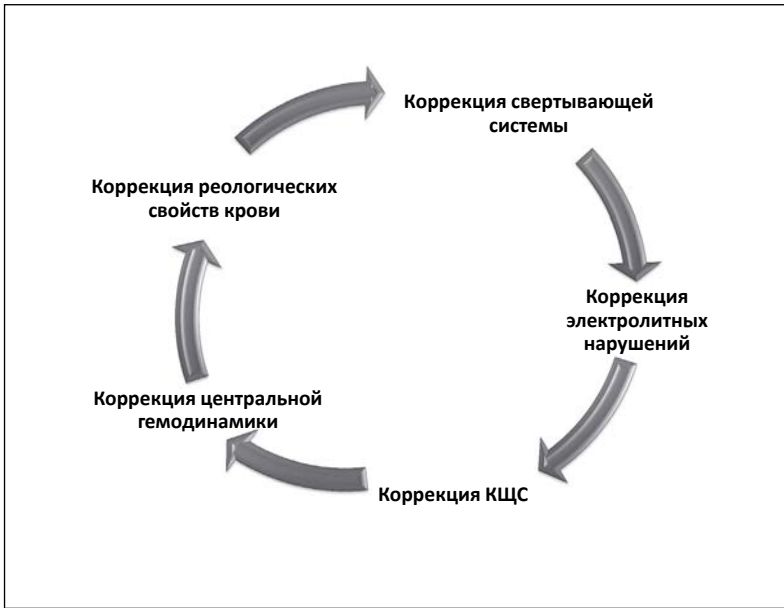 Коррекция свертывающей
системы
Коррекция реологических
свойств крови
Коррекция
электролитных
нарушений
Коррекция центральной
гемодинамики
Коррекция КЩС